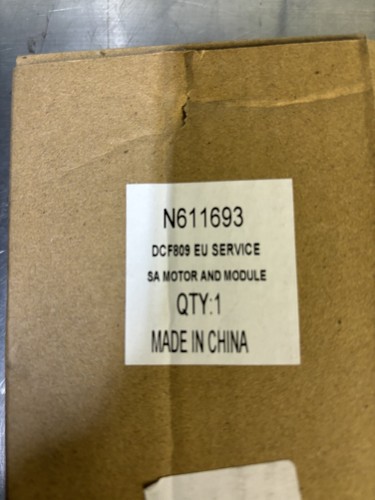 N611693
DCF809 EU SERVICE
SA MOTOR AND MODULE
QTY:1
MADE IN CHINA